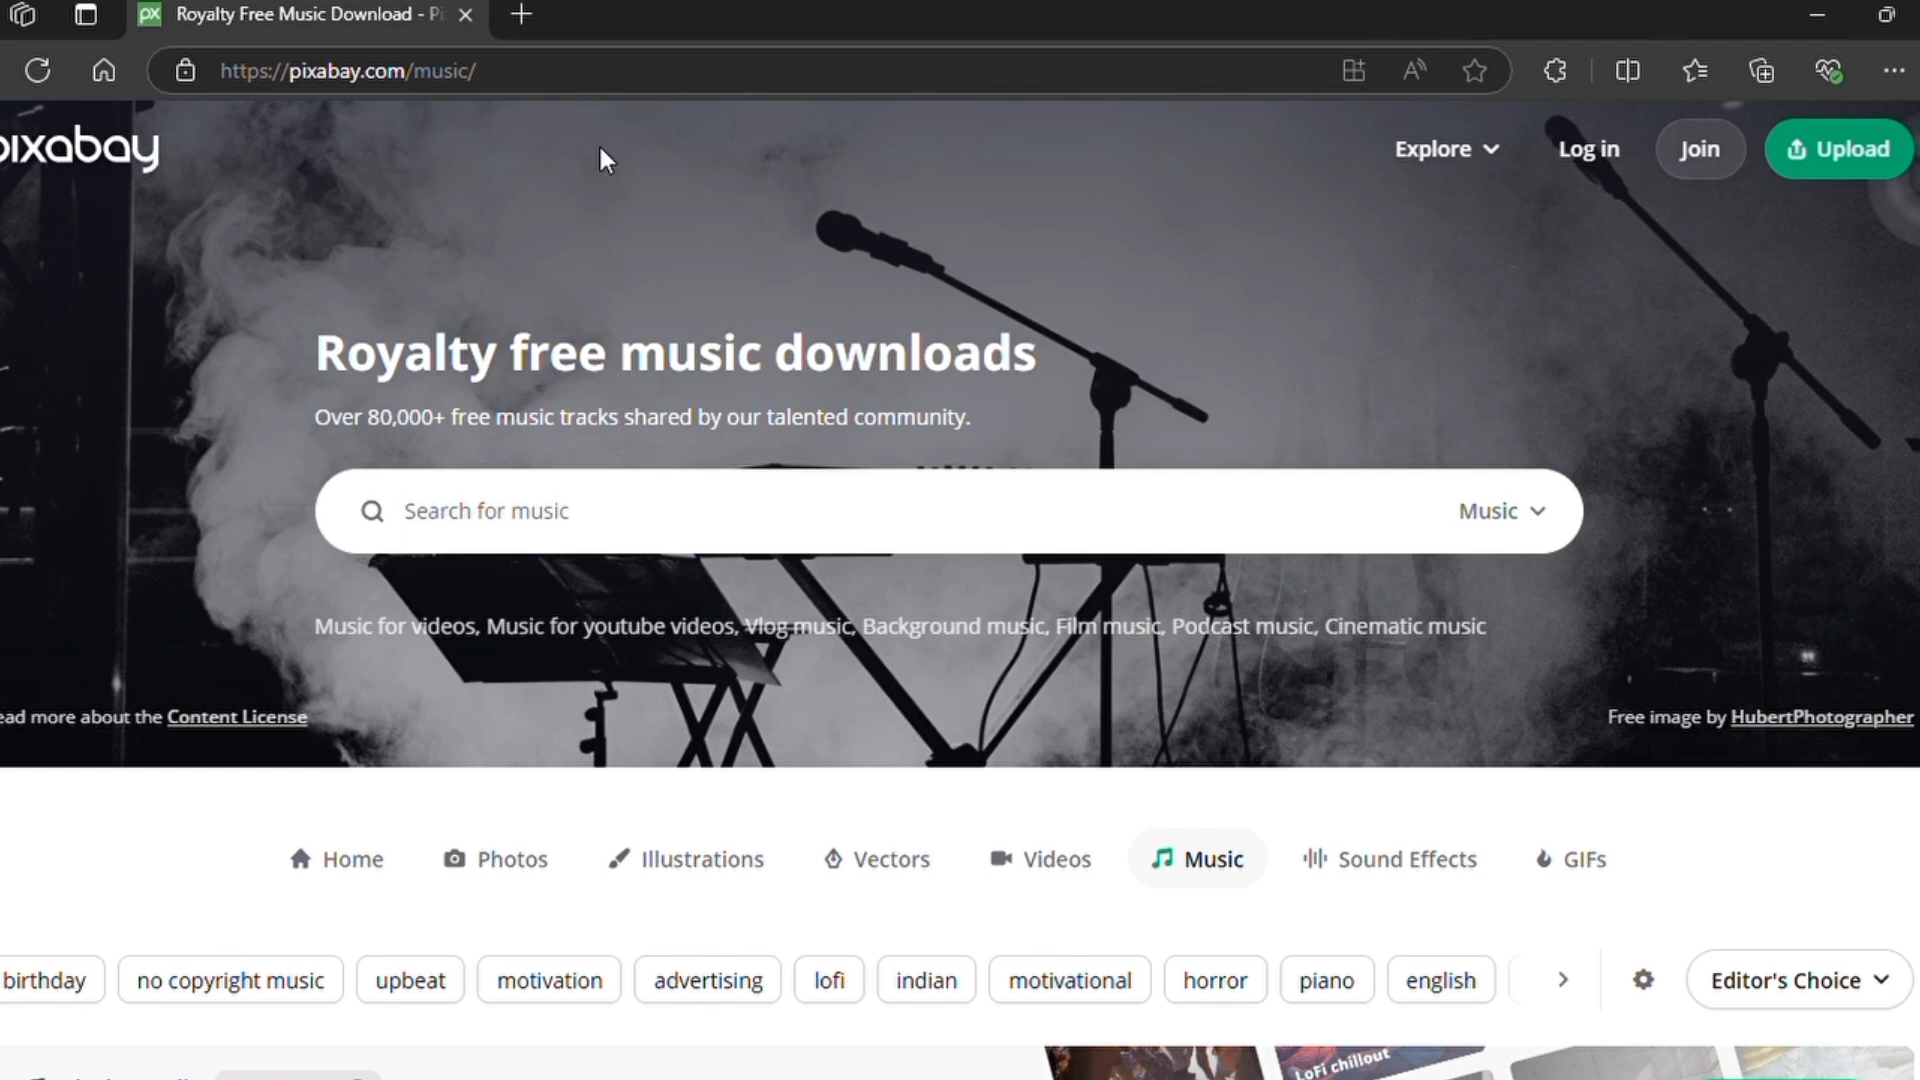 Royalty Free Music Download - Pi
https://pixabay.com/music/
pixabay
Explore
Log in
Join
Upload
Royalty free music downloads
Over 80,000+ free music tracks shared by our talented community.
Search for music
Music
Music for videos, Music for youtube videos, Vlog music, Background music, Film music, Podcast music, Cinematic music
ead more about the Content License
Free image by HubertPhotographer
Home
Photos
Illustrations
Vectors
Videos
Music
Sound Effects
GIFs
birthday
no copyright music
upbeat
motivation
advertising
lofi
indian
motivational
horror
piano
english
Editor's Choice
LoFi chillout